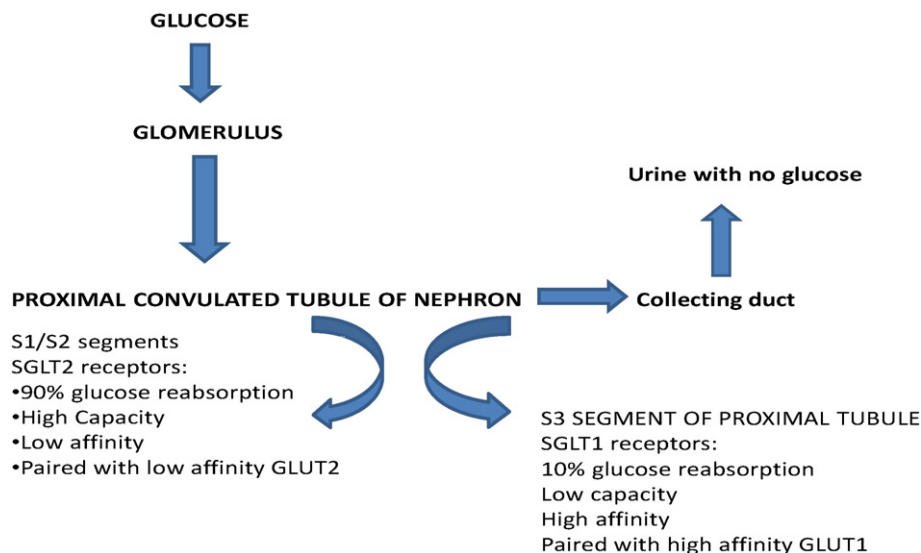 GLUCOSE
GLOMERULUS
Urine with no glucose
PROXIMAL CONVULATED TUBULE OF NEPHRON
Collecting duct
S1/S2 segments
SGLT2 receptors:
•90% glucose reabsorption
•High Capacity
•Low affinity
•Paired with low affinity GLUT2
S3 SEGMENT OF PROXIMAL TUBULE
SGLT1 receptors:
10% glucose reabsorption
Low capacity
High affinity
Paired with high affinity GLUT1